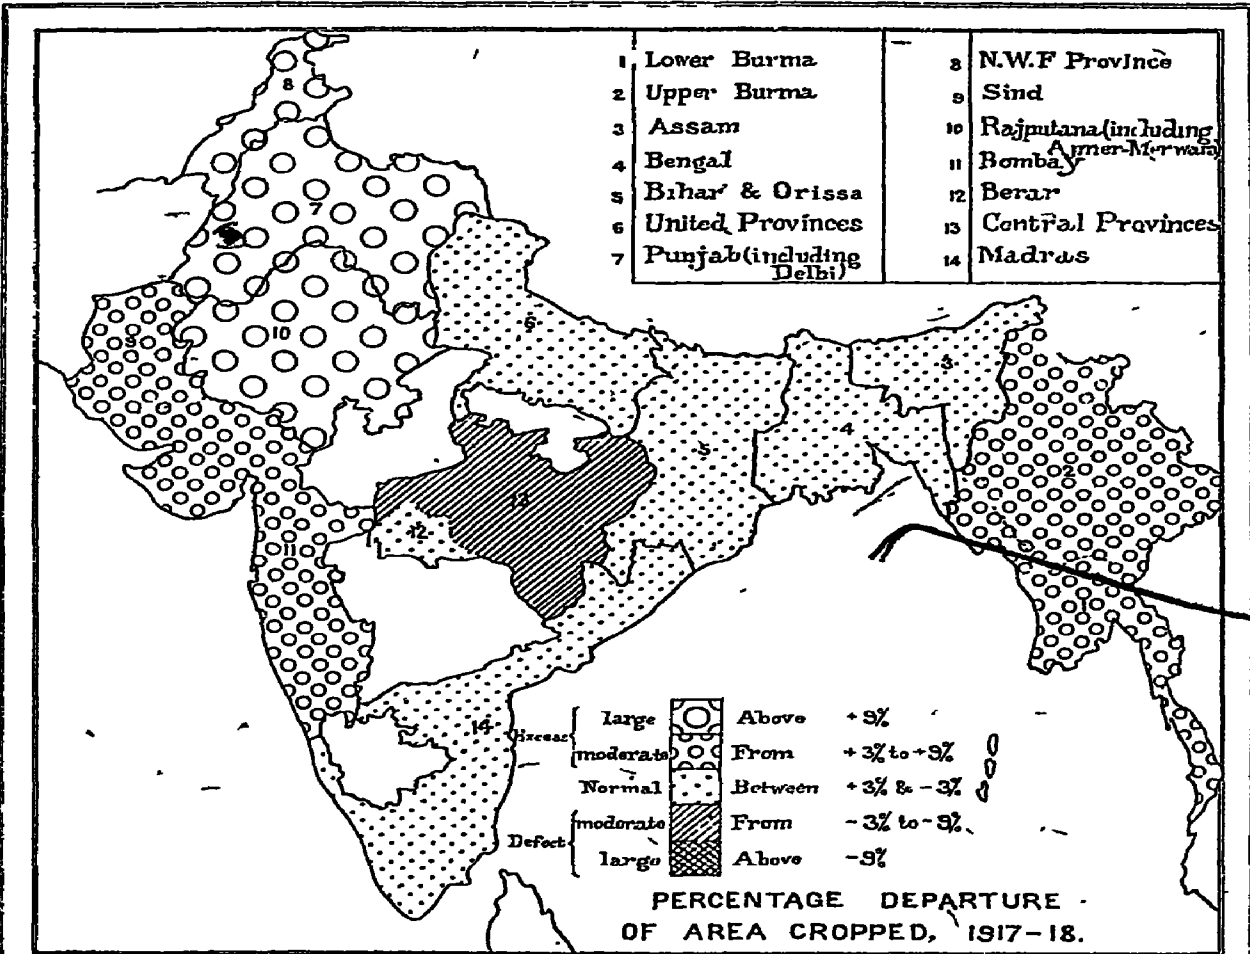 1 Lower Burma
2 Upper Burma
3 Assam
4 Bengal
5 Bihar & Orissa
6 United Provinces
7 Punjab (including
Delhi)
8 N.W.F Province
9 Sind
10 Rajputana (including
Ajmer-Merwara)
11 Bombay
12 Berar
13 Central Provinces
14 Madras
8
7
10
9
6
3
5
4
2
13
12
11
1
14
Excess large Above +9%
moderate From +3% to +9%
Normal Between +3% & -3%
Defect moderate From -3% to -9%
large Above -9%
PERCENTAGE DEPARTURE
OF AREA CROPPED, 1917-18.